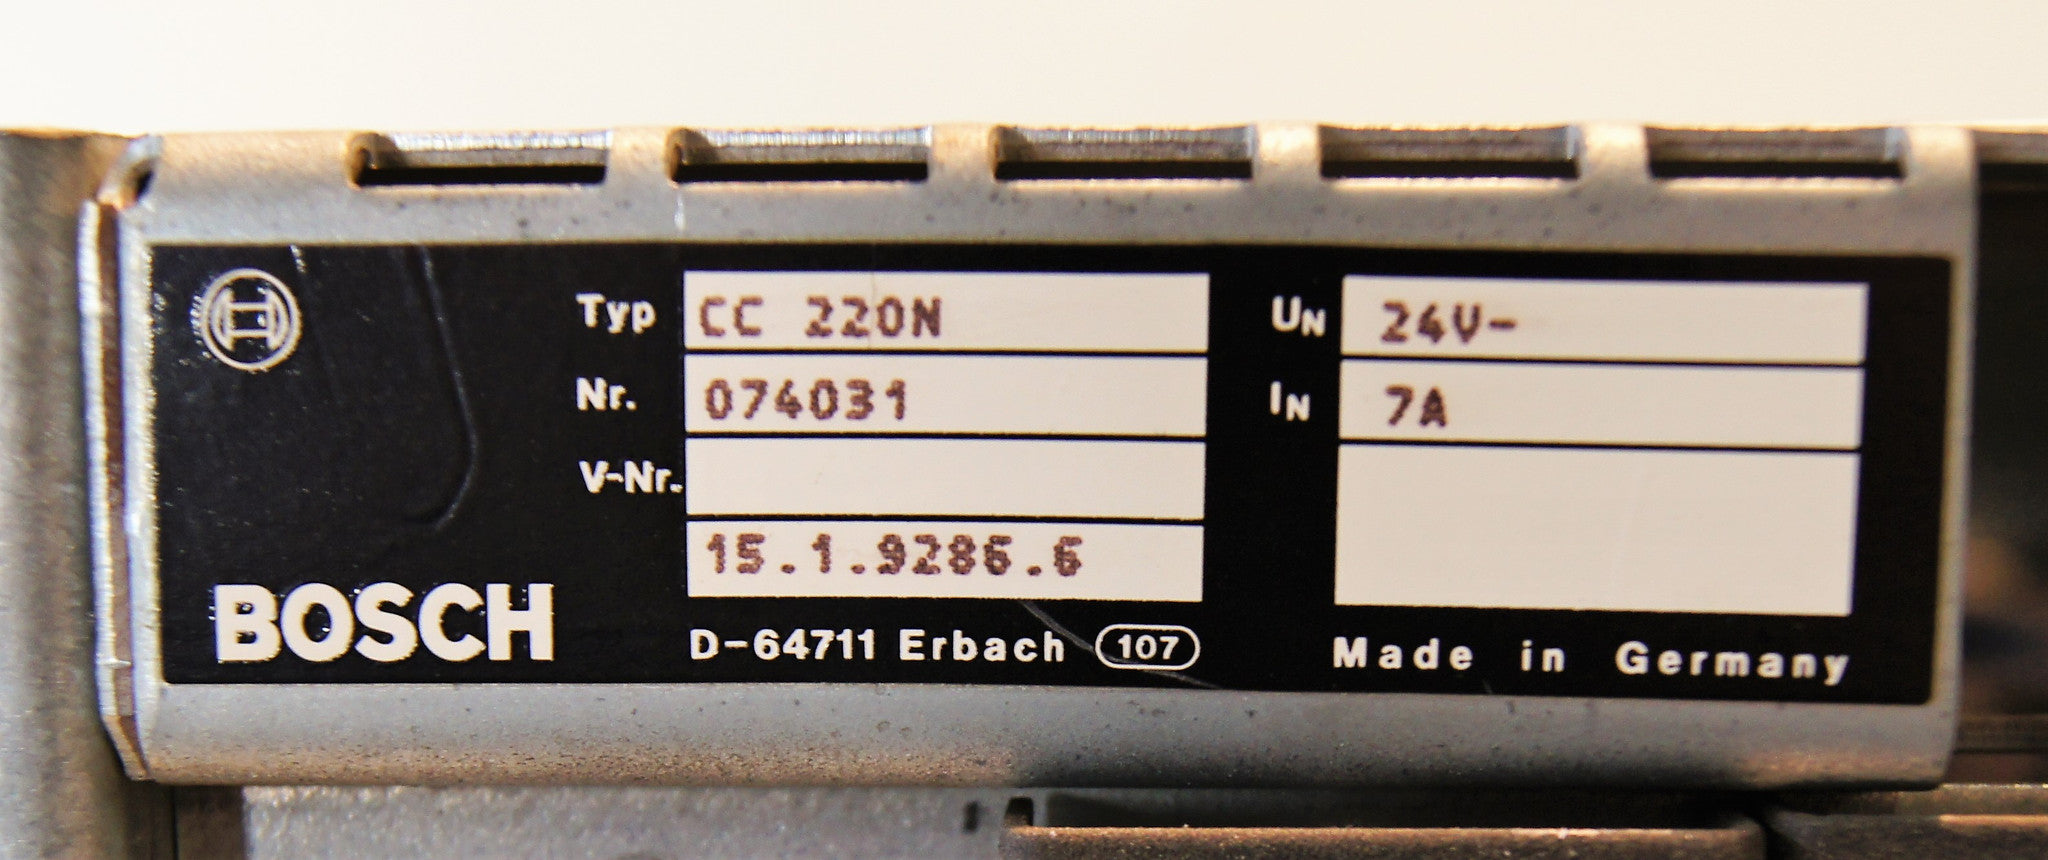 Typ CC 220N
Nr. 074031
V-Nr.
15.1.9286.6
BOSCH
D-64711 Erbach 107
UN 24V-
IN 7A
Made in Germany